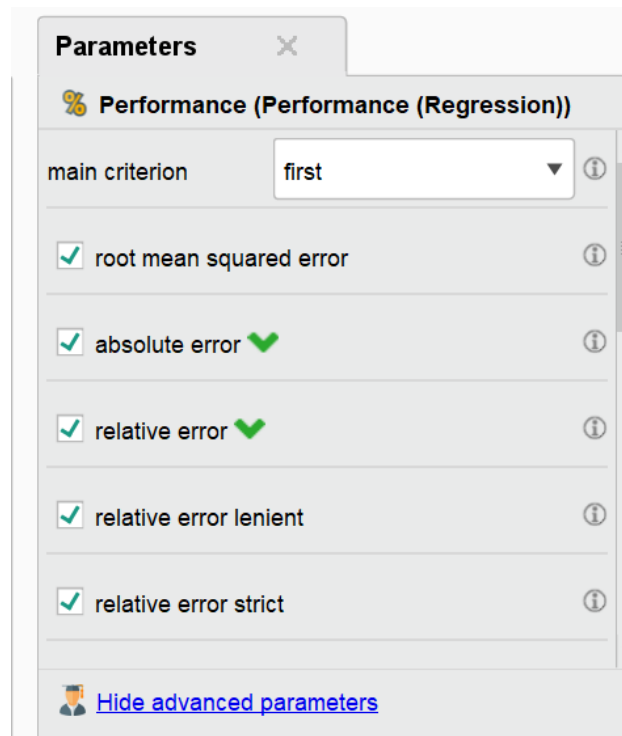 Parameters
Performance (Performance (Regression))
main criterion first
root mean squared error
absolute error
relative error
relative error lenient
relative error strict
Hide advanced parameters